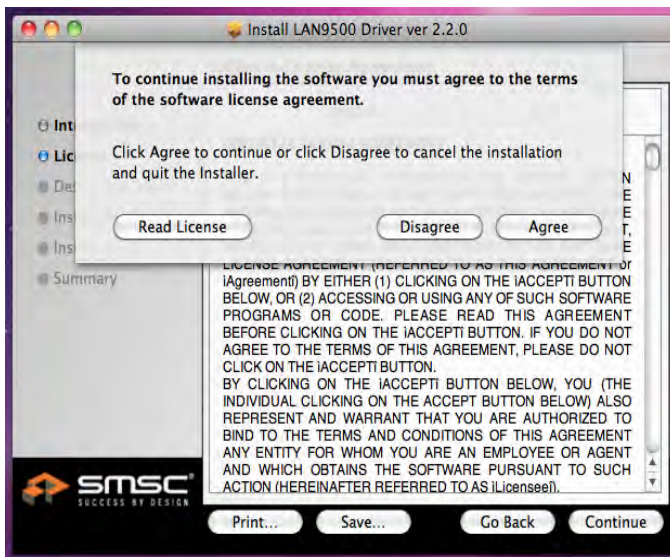 Install LAN9500 Driver ver 2.2.0
To continue installing the software you must agree to the terms
of the software license agreement.
Click Agree to continue or click Disagree to cancel the installation
and quit the Installer.
Read License
Disagree
Agree
Summary
N
E
E
T,
E
LICENSE AGREEMENT (REFERRED TO AS THIS AGREEMENT or
ìAgreementî) BY EITHER (1) CLICKING ON THE ìACCEPTî BUTTON
BELOW, OR (2) ACCESSING OR USING ANY OF SUCH SOFTWARE
PROGRAMS OR CODE. PLEASE READ THIS AGREEMENT
BEFORE CLICKING ON THE ìACCEPTî BUTTON. IF YOU DO NOT
AGREE TO THE TERMS OF THIS AGREEMENT, PLEASE DO NOT
CLICK ON THE ìACCEPTî BUTTON.
BY CLICKING ON THE ìACCEPTî BUTTON BELOW, YOU (THE
INDIVIDUAL CLICKING ON THE ACCEPT BUTTON BELOW) ALSO
REPRESENT AND WARRANT THAT YOU ARE AUTHORIZED TO
BIND TO THE TERMS AND CONDITIONS OF THIS AGREEMENT
ANY ENTITY FOR WHOM YOU ARE AN EMPLOYEE OR AGENT
AND WHICH OBTAINS THE SOFTWARE PURSUANT TO SUCH
ACTION (HEREINAFTER REFERRED TO AS ìLicenseeî).
smsc
SUCCESS BY DESIGN
Print...
Save...
Go Back
Continue